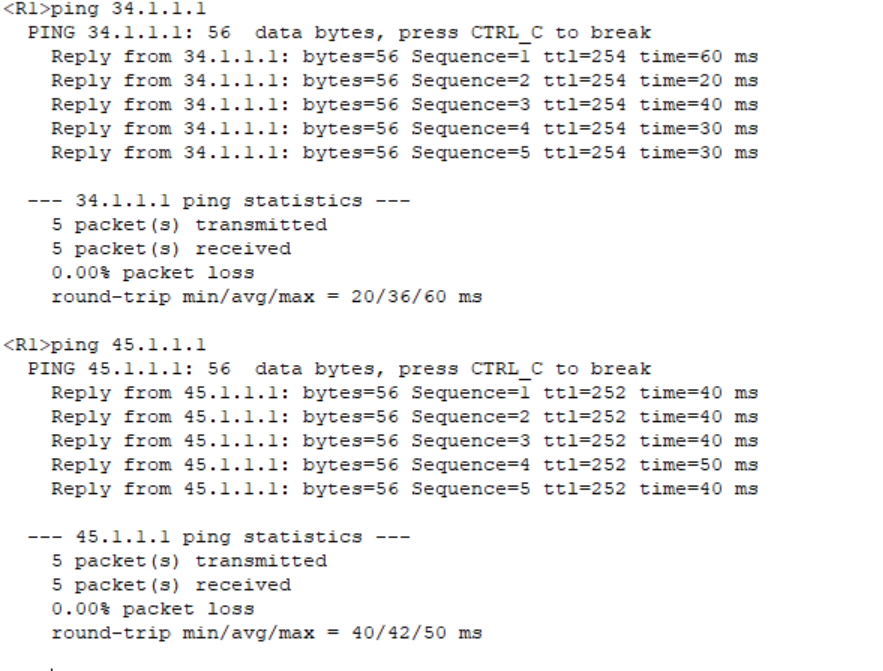 <R1>ping 34.1.1.1
PING 34.1.1.1: 56 data bytes, press CTRL_C to break
Reply from 34.1.1.1: bytes=56 Sequence=1 ttl=254 time=60 ms
Reply from 34.1.1.1: bytes=56 Sequence=2 ttl=254 time=20 ms
Reply from 34.1.1.1: bytes=56 Sequence=3 ttl=254 time=40 ms
Reply from 34.1.1.1: bytes=56 Sequence=4 ttl=254 time=30 ms
Reply from 34.1.1.1: bytes=56 Sequence=5 ttl=254 time=30 ms
--- 34.1.1.1 ping statistics ---
5 packet(s) transmitted
5 packet(s) received
0.00% packet loss
round-trip min/avg/max = 20/36/60 ms
<R1>ping 45.1.1.1
PING 45.1.1.1: 56 data bytes, press CTRL_C to break
Reply from 45.1.1.1: bytes=56 Sequence=1 ttl=252 time=40 ms
Reply from 45.1.1.1: bytes=56 Sequence=2 ttl=252 time=40 ms
Reply from 45.1.1.1: bytes=56 Sequence=3 ttl=252 time=40 ms
Reply from 45.1.1.1: bytes=56 Sequence=4 ttl=252 time=50 ms
Reply from 45.1.1.1: bytes=56 Sequence=5 ttl=252 time=40 ms
--- 45.1.1.1 ping statistics ---
5 packet(s) transmitted
5 packet(s) received
0.00% packet loss
round-trip min/avg/max = 40/42/50 ms